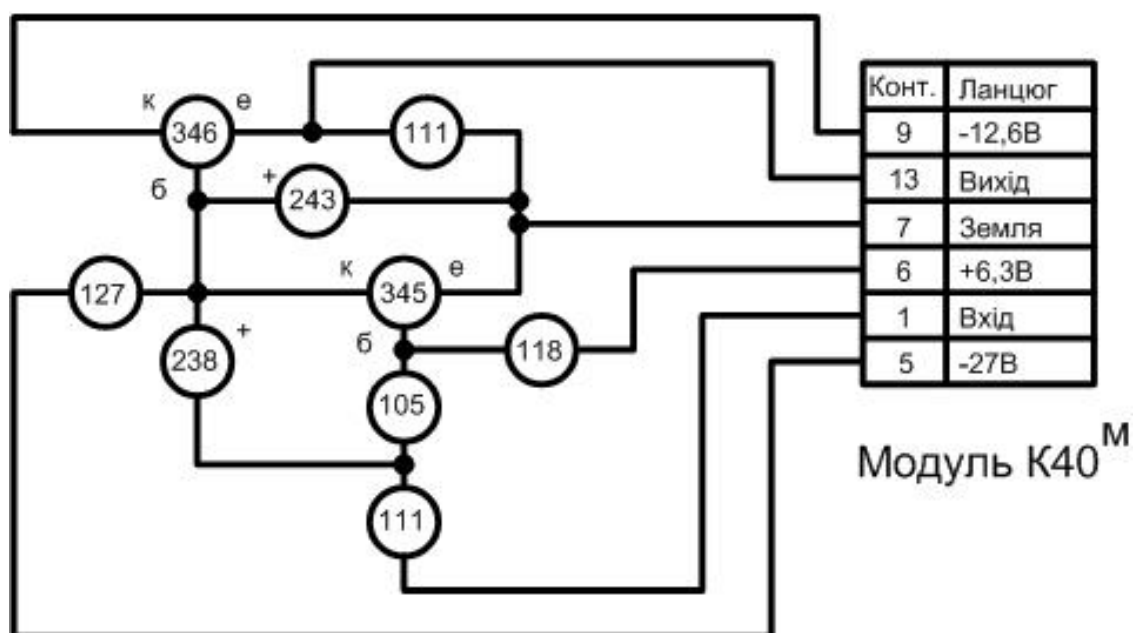 Конт. Ланцюг
к е
346 111
9 -12,6В
б + 243
13 Вихід
7 Земля
к е
127 345
6 +6,3В
1 Вхід
238 + б 118
5 -27В
105
Модуль К40М
111